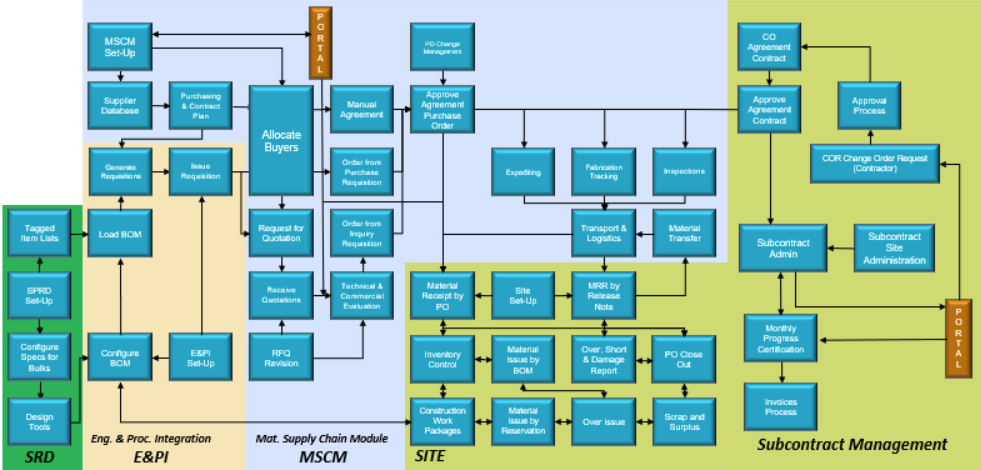 MSCM
Set-Up
PORTAL
PO Change
Management
CO
Agreement
Contract
Supplier
Database
Purchasing
& Contract
Plan
Allocate
Buyers
Manual
Agreement
Approve
Agreement
Purchase
Order
Approve
Agreement
Contract
Approval
Process
Generate
Requisitions
Issue
Requisition
Order from
Purchase
Requisition
Expediting
Fabrication
Tracking
Inspections
COR Change Order Request
(Contractor)
Tagged
Item Lists
Load BOM
Request for
Quotation
Order from
Inquiry
Requisition
Transport &
Logistics
Material
Transfer
Subcontract
Admin
Subcontract
Site
Administration
SPRD
Set-Up
Receive
Quotations
Technical &
Commercial
Evaluation
Material
Receipt by
PO
Site
Set-Up
MRR by
Release
Note
PORTAL
Configure
Specs for
Bulks
Configure
BOM
E&PI
Set-Up
RFQ
Revision
Inventory
Control
Material
Issue by
BOM
Over, Short
& Damage
Report
PO Close
Out
Monthly
Progress
Certification
Design
Tools
Construction
Work
Packages
Material
Issue by
Reservation
Over Issue
Scrap and
Surplus
Invoices
Process
Eng. & Proc. Integration
Mat. Supply Chain Module
Subcontract Management
SRD
E&PI
MSCM
SITE